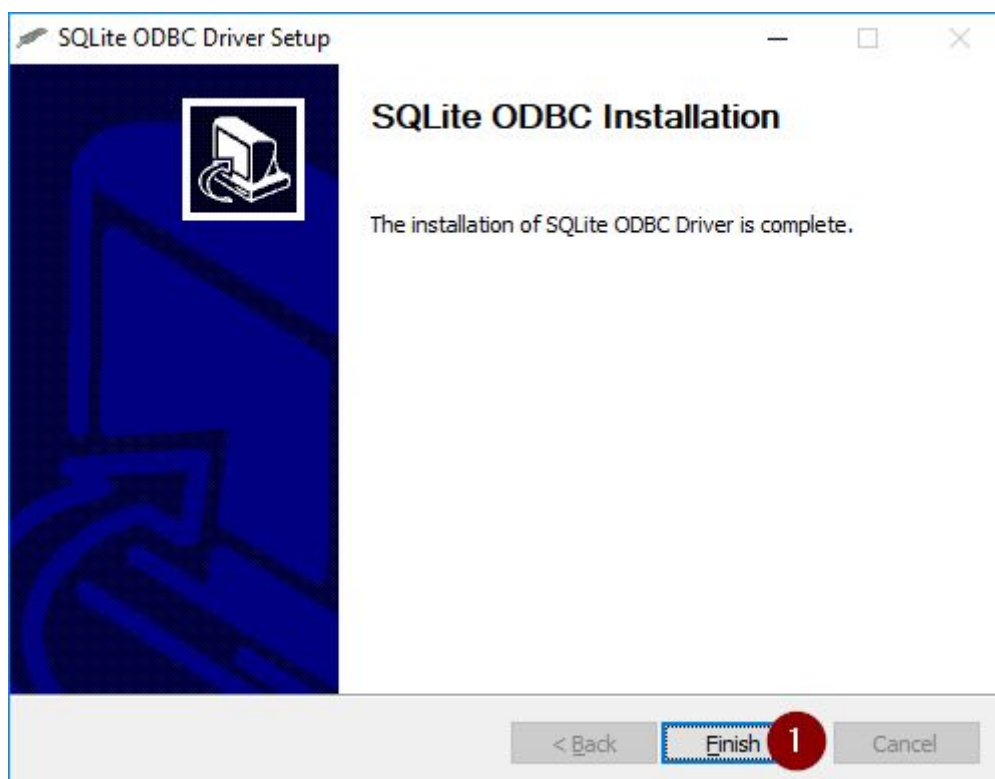 SQLite ODBC Driver Setup
SQLite ODBC Installation
The installation of SQLite ODBC Driver is complete.
< Back
Finish
1
Cancel